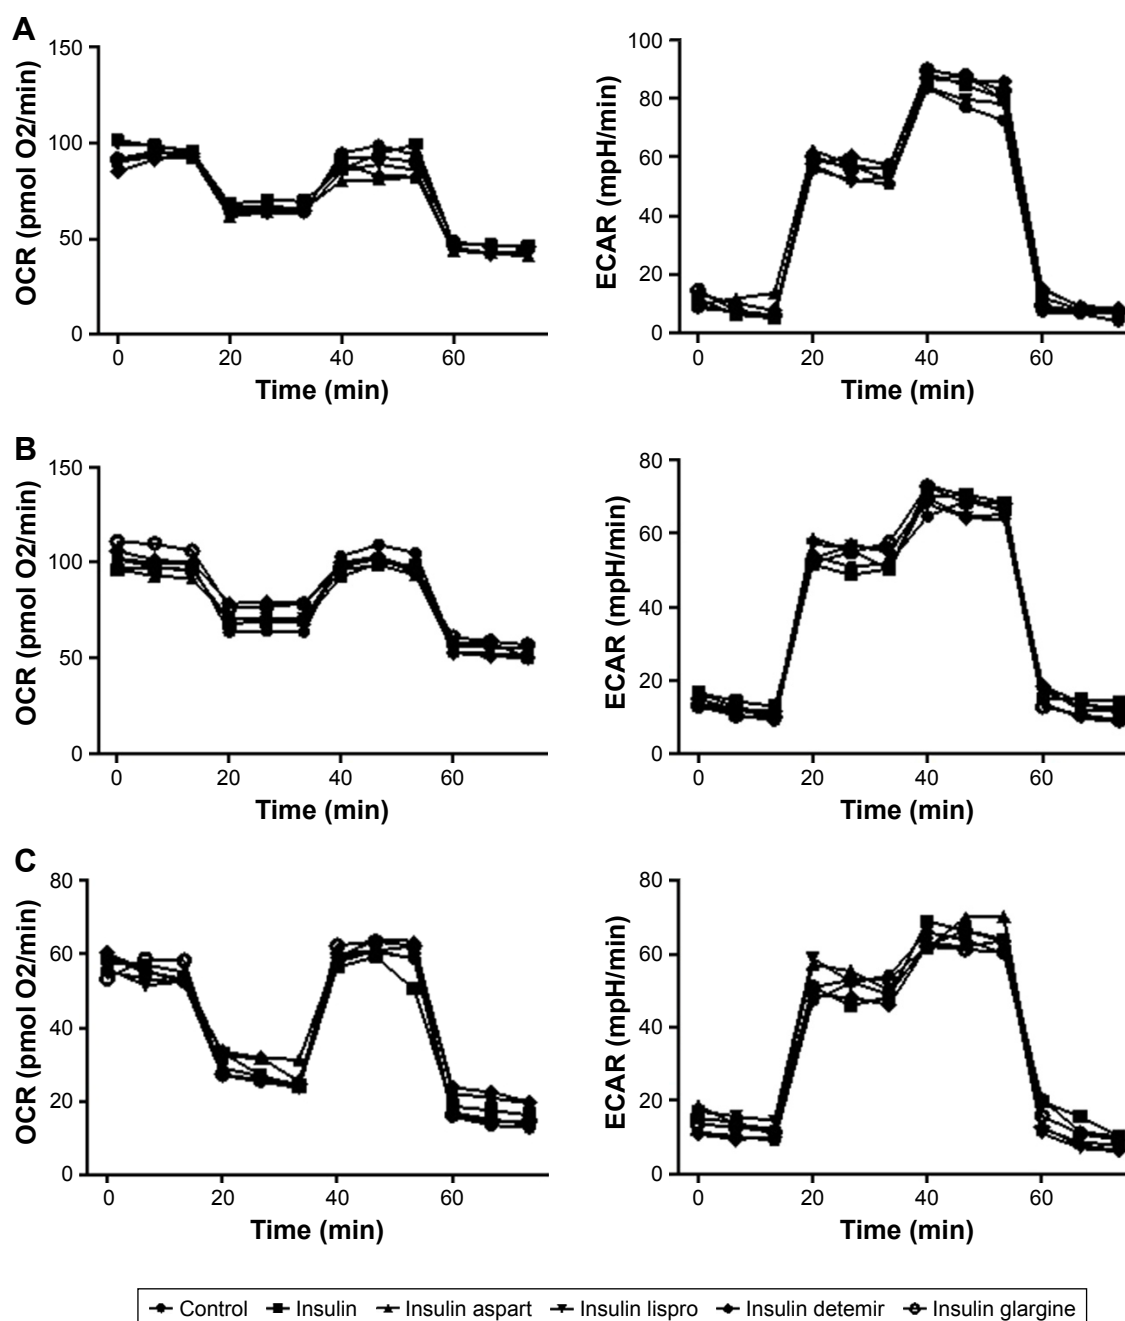 A
OCR (pmol O2/min)
150
100
50
0
0 20 40 60
Time (min)
ECAR (mpH/min)
100
80
60
40
20
0
0 20 40 60
Time (min)
B
OCR (pmol O2/min)
150
100
50
0
0 20 40 60
Time (min)
ECAR (mpH/min)
80
60
40
20
0
0 20 40 60
Time (min)
C
OCR (pmol O2/min)
80
60
40
20
0
0 20 40 60
Time (min)
ECAR (mpH/min)
80
60
40
20
0
0 20 40 60
Time (min)
Control Insulin Insulin aspart Insulin lispro Insulin detemir Insulin glargine